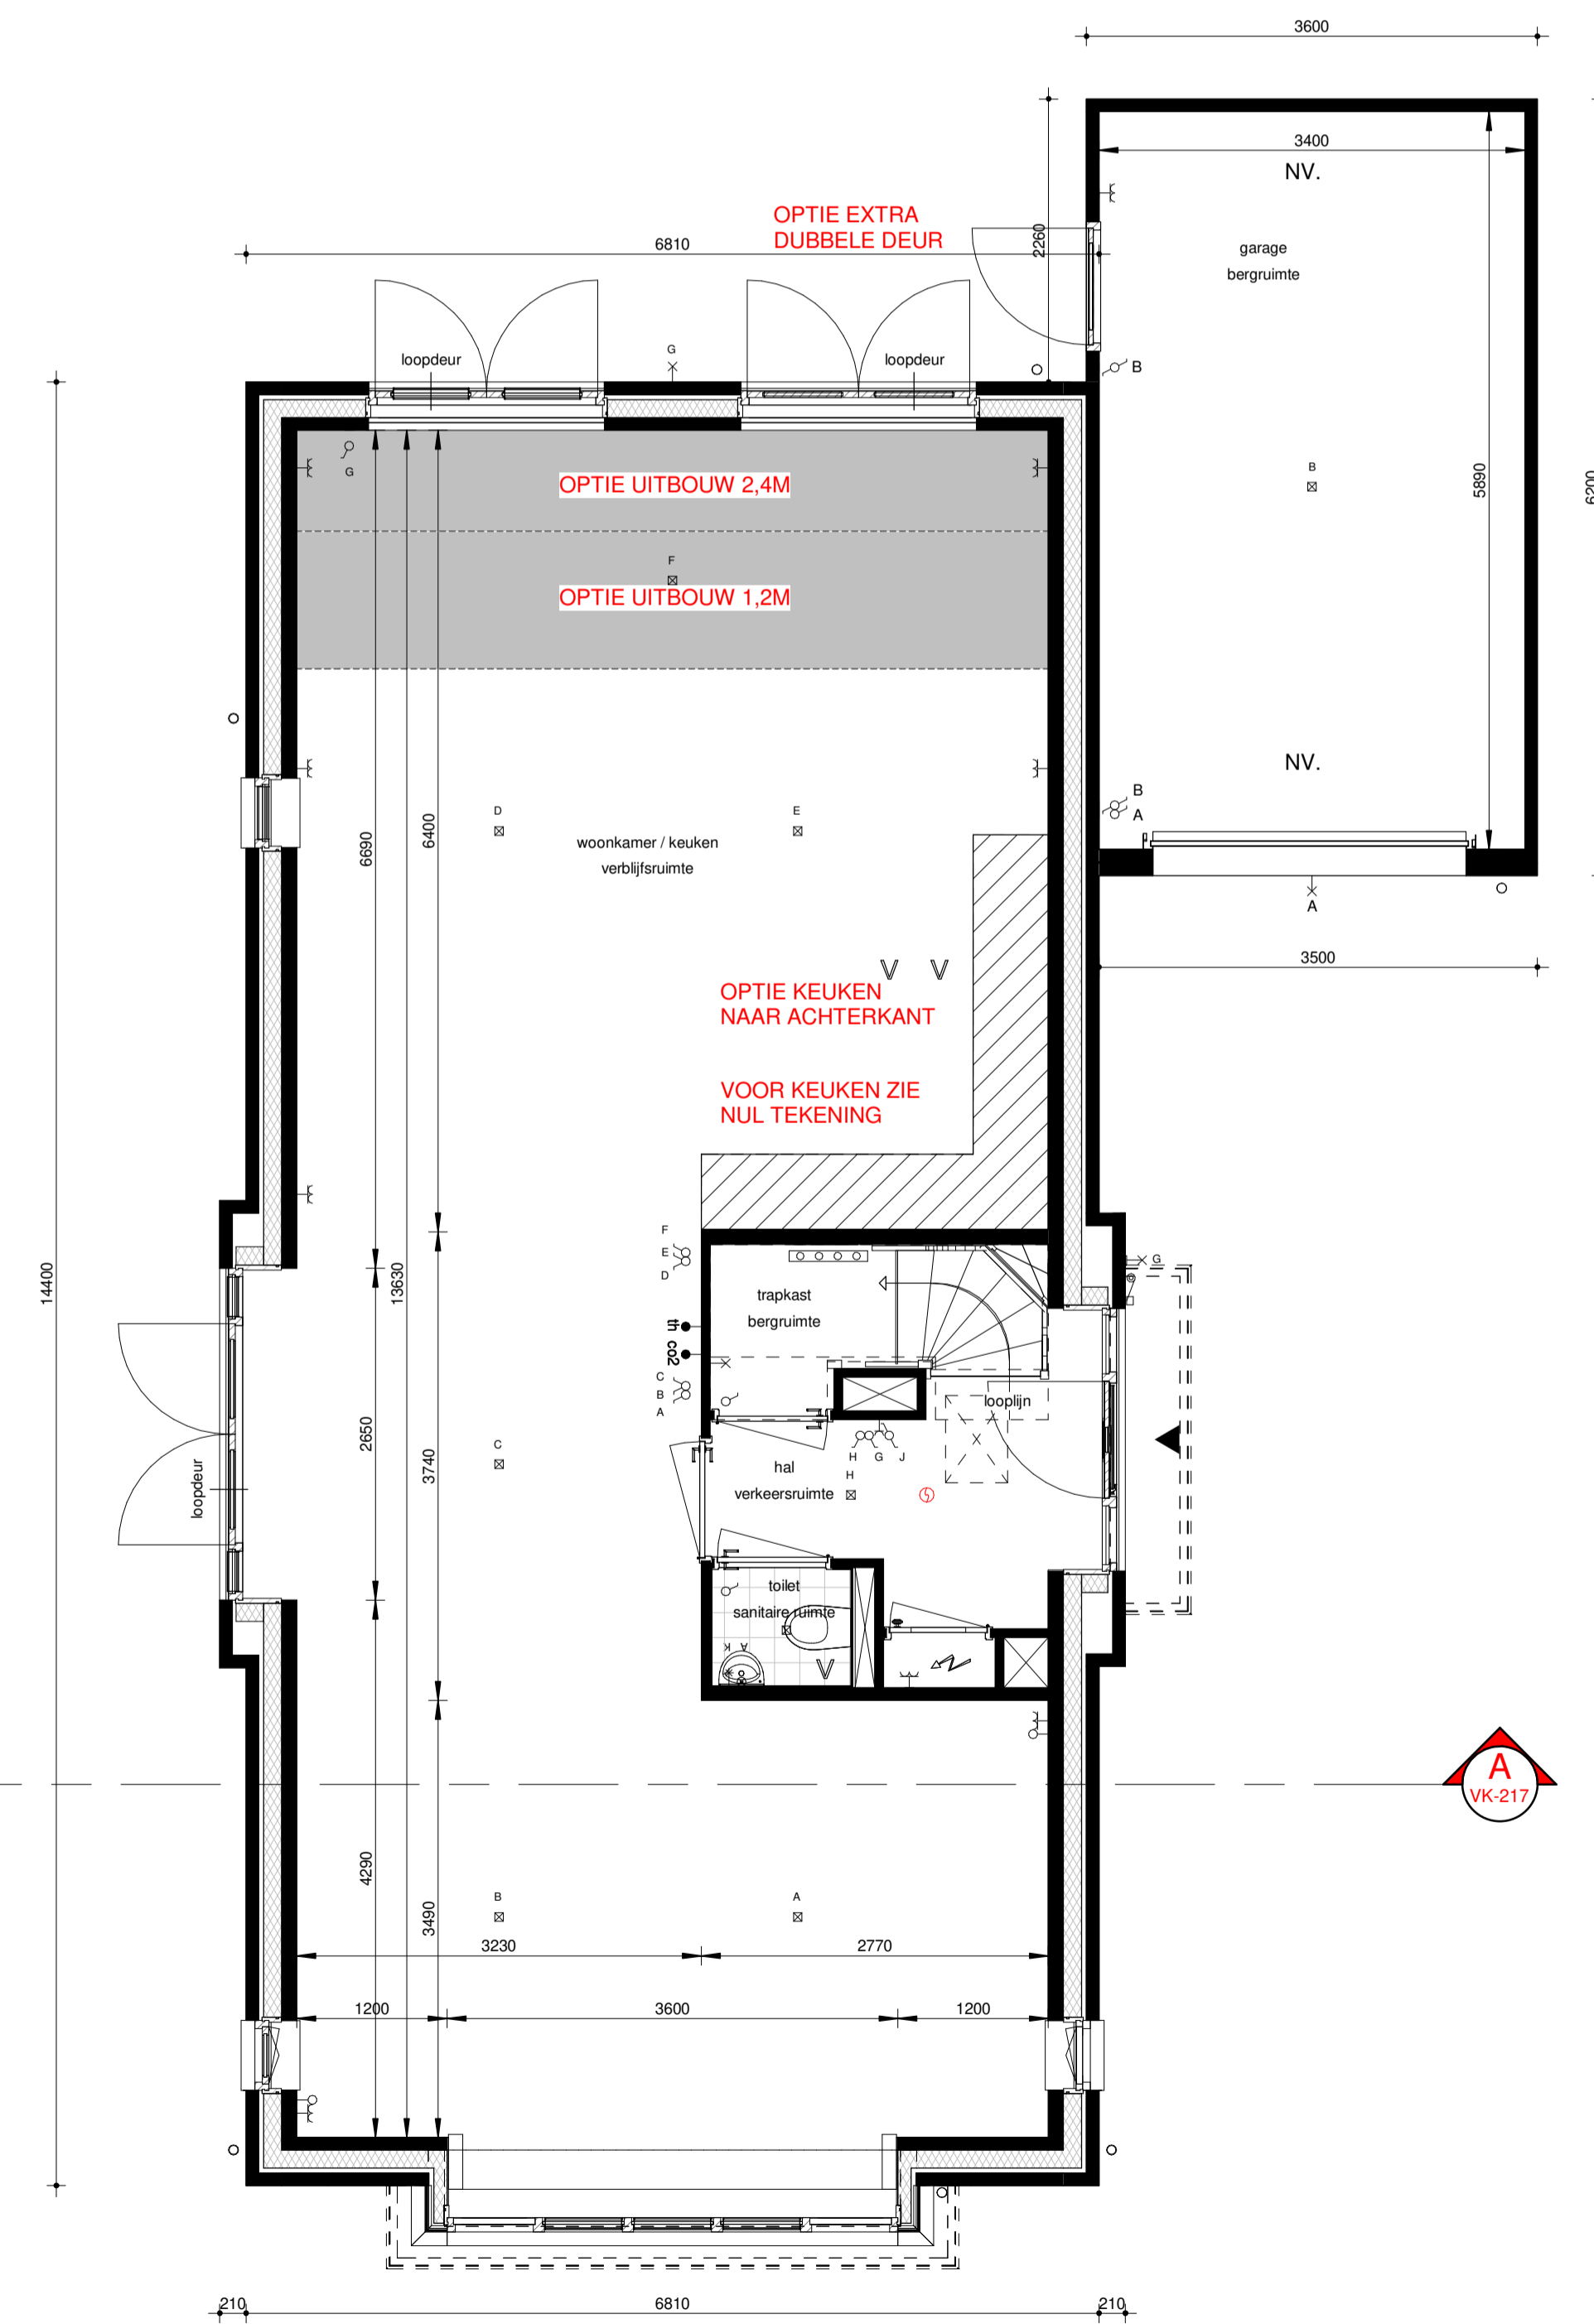 3600
3400
NV.
OPTIE EXTRA
DUBBELE DEUR
2260
6810
garage
bergruimte
G
loopdeur
loopdeur
B
G
B
5890
6200
OPTIE UITBOUW 2,4M
F
OPTIE UITBOUW 1,2M
NV.
B
A
D
E
6690
6400
woonkamer / keuken
verblijfsruimte
A
3500
OPTIE KEUKEN
NAAR ACHTERKANT
VOOR KEUKEN ZIE
NUL TEKENING
F
E
D
G
14400
13630
trapkast
bergruimte
th
co2
C
B
A
looplijn
2650
3740
C
loopdeur
hal
verkeersruimte
H
G
J
H
X
toilet
sanitaire ruimte
K
A
A
VK-217
4290
3490
B
A
3230
2770
1200
3600
1200
210
6810
210